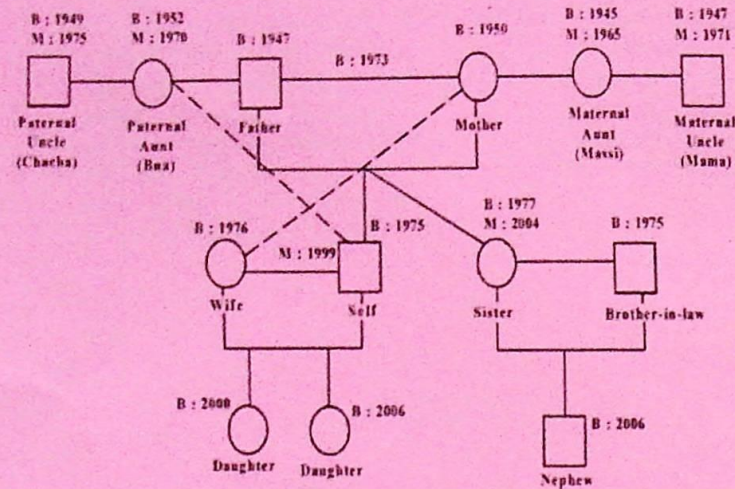 B : 1949
M : 1975
B : 1952
M : 1970
B : 1947
B : 1973
B : 1950
B : 1945
M : 1965
B : 1947
M : 1971
Paternal
Uncle
(Chacha)
Paternal
Aunt
(Bua)
Father
Mother
Maternal
Aunt
(Massi)
Maternal
Uncle
(Mama)
B : 1976
M : 1999
B : 1975
B : 1977
M : 2004
B : 1975
Wife
Self
Sister
Brother-in-law
B : 2000
B : 2006
B : 2006
Daughter
Daughter
Nephew